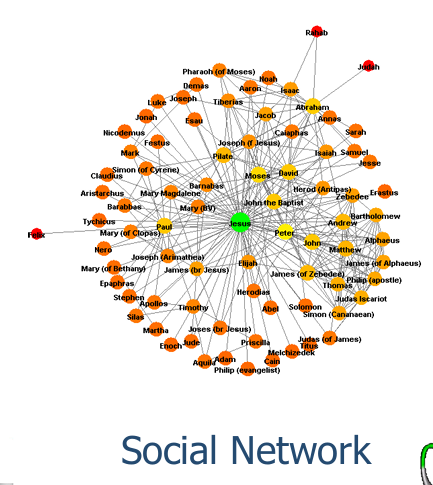 Rahab
Judah
Pharaoh (of Moses)
Noah
Demas
Aaron
Isaac
Luke
Joseph
Tiberias
Abraham
Jonah
Jacob
Annas
Esau
Nicodemus
Caiaphas
Sarah
Festus
Joseph (f Jesus)
Mark
Pilate
Isaiah
Samuel
Jesse
Simon (of Cyrene)
Claudius
Moses
David
Barnabas
Herod (Antipas)
Aristarchus
Mary Magdalene
Zebedee
Erastus
Barabbas
Mary (BV)
John the Baptist
Bartholomew
Tychicus
Paul
Jesus
Andrew
Mary (of Clopas)
Peter
Alphaeus
Nero
John
Matthew
Joseph (Arimathea)
Elijah
James (of Alphaeus)
Mary (of Bethany)
James (br Jesus)
James (of Zebedee)
Philip (apostle)
Epaphras
Thomas
Stephen
Herodias
Judas Iscariot
Apollos
Timothy
Abel
Solomon
Simon (Cananaean)
Silas
Martha
Joses (br Jesus)
Enoch
Jude
Priscilla
Judas (of James)
Titus
Melchizedek
Aquila
Adam
Cain
Philip (evangelist)
Social Network